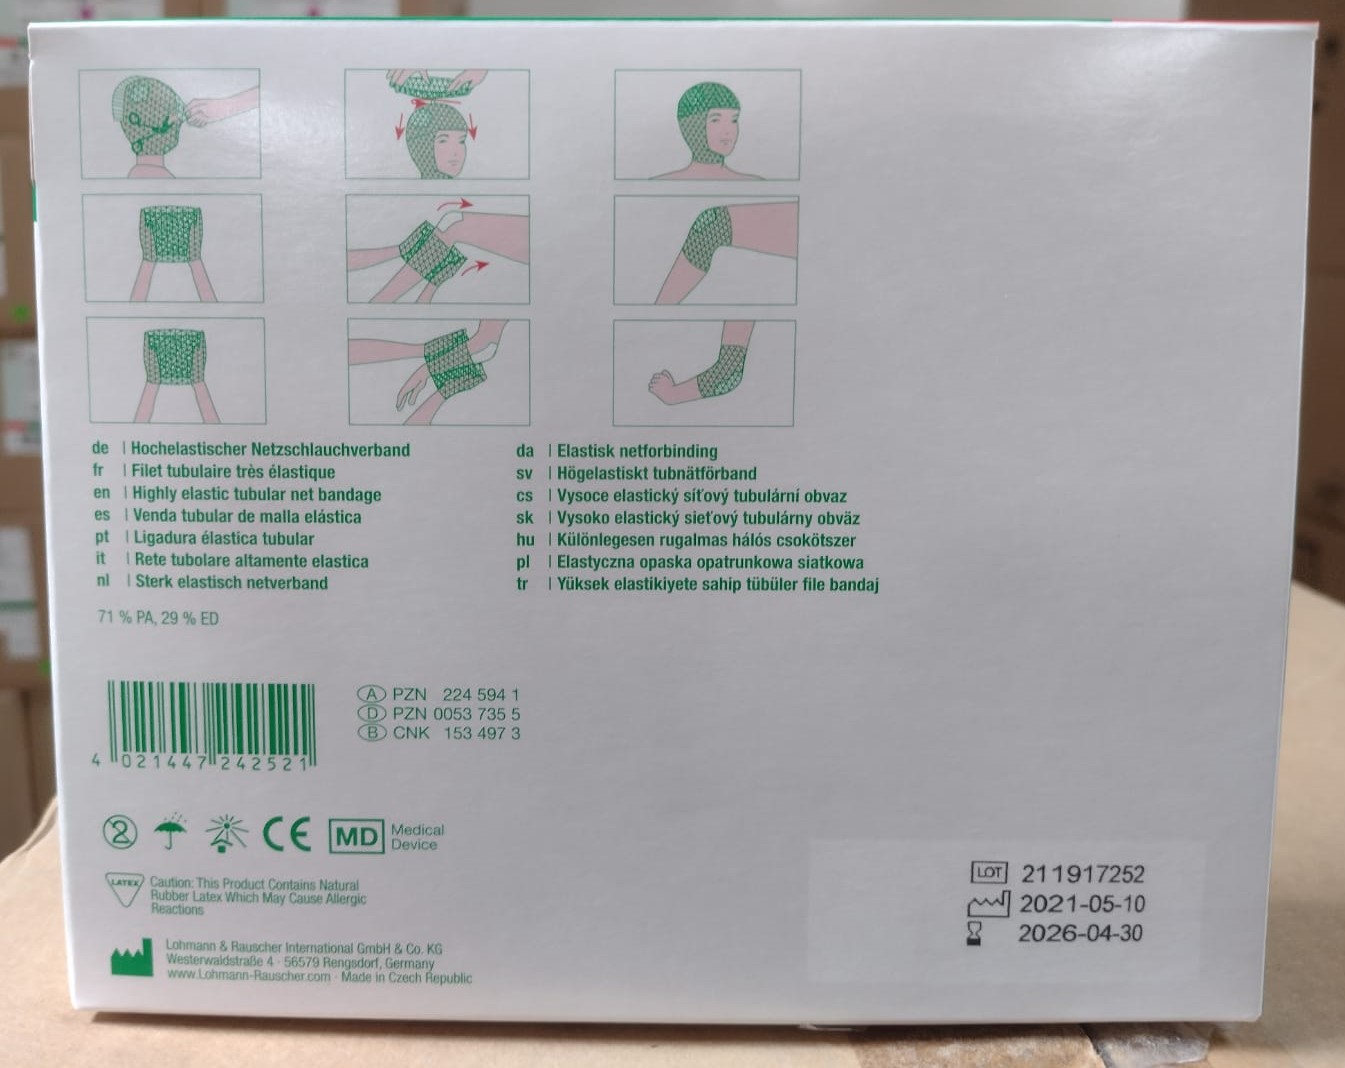 de | Hochelastischer Netzschlauchverband
fr | Filet tubulaire très élastique
en | Highly elastic tubular net bandage
es | Venda tubular de malla elástica
pt | Ligadura élastica tubular
it | Rete tubolare altamente elastica
nl | Sterk elastisch netverband
da | Elastisk netforbinding
sv | Högelastiskt tubnätförband
cs | Vysoce elastický síťový tubulární obvaz
sk | Vysoko elastický sieťový tubulárny obväz
hu | Különlegesen rugalmas hálós csokötszer
pl | Elastyczna opaska opatrunkowa siatkowa
tr | Yüksek elastikiyete sahip tübüler file bandaj
71 % PA, 29 % ED
4 021447 242521
A PZN 224 594 1
D PZN 0053 735 5
B CNK 153 497 3
2
CE
MD Medical
Device
LATEX Caution: This Product Contains Natural
Rubber Latex Which May Cause Allergic
Reactions
Lohmann & Rauscher International GmbH & Co. KG
Westerwaldstraße 4 · 56579 Rengsdorf, Germany
www.Lohmann-Rauscher.com · Made in Czech Republic
LOT 211917252
2021-05-10
2026-04-30